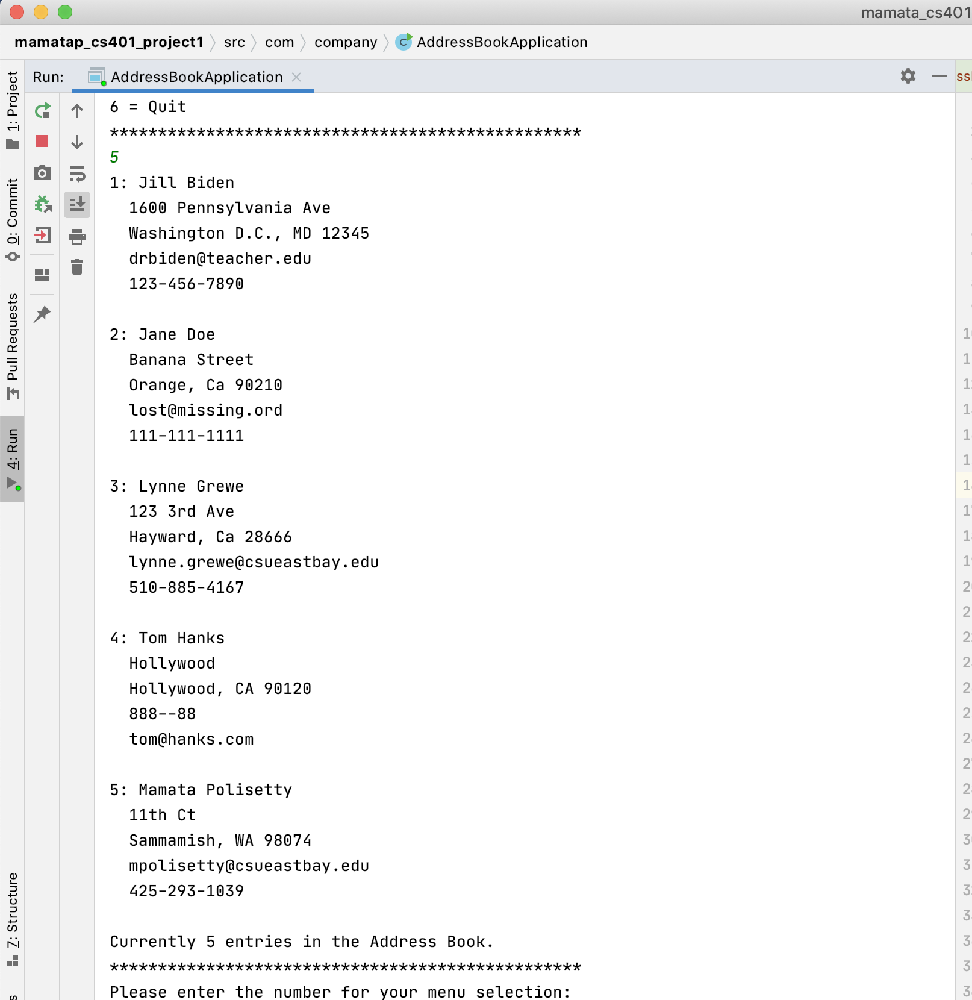 mamata_cs401
mamatap_cs401_project1 src com company AddressBookApplication
Run: AddressBookApplication
1: Project
0: Commit
Pull Requests
4: Run
7: Structure
6 = Quit
*************************************************
5
1: Jill Biden
1600 Pennsylvania Ave
Washington D.C., MD 12345
drbiden@teacher.edu
123-456-7890
2: Jane Doe
Banana Street
Orange, Ca 90210
lost@missing.ord
111-111-1111
3: Lynne Grewe
123 3rd Ave
Hayward, Ca 28666
lynne.grewe@csueastbay.edu
510-885-4167
4: Tom Hanks
Hollywood
Hollywood, CA 90120
888--88
tom@hanks.com
5: Mamata Polisetty
11th Ct
Sammamish, WA 98074
mpolisetty@csueastbay.edu
425-293-1039
Currently 5 entries in the Address Book.
*************************************************
Please enter the number for your menu selection: